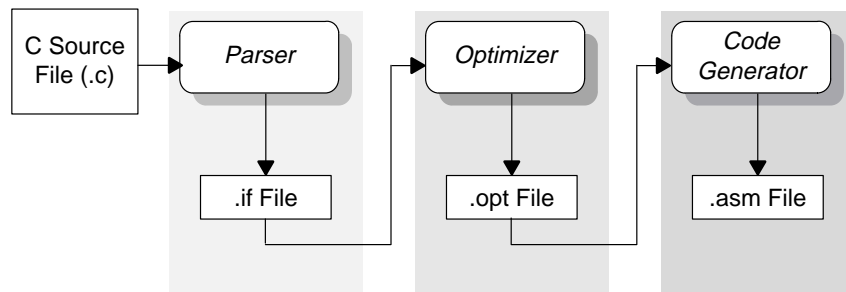 C Source
File (.c)
Parser
Optimizer
Code
Generator
.if File
.opt File
.asm File